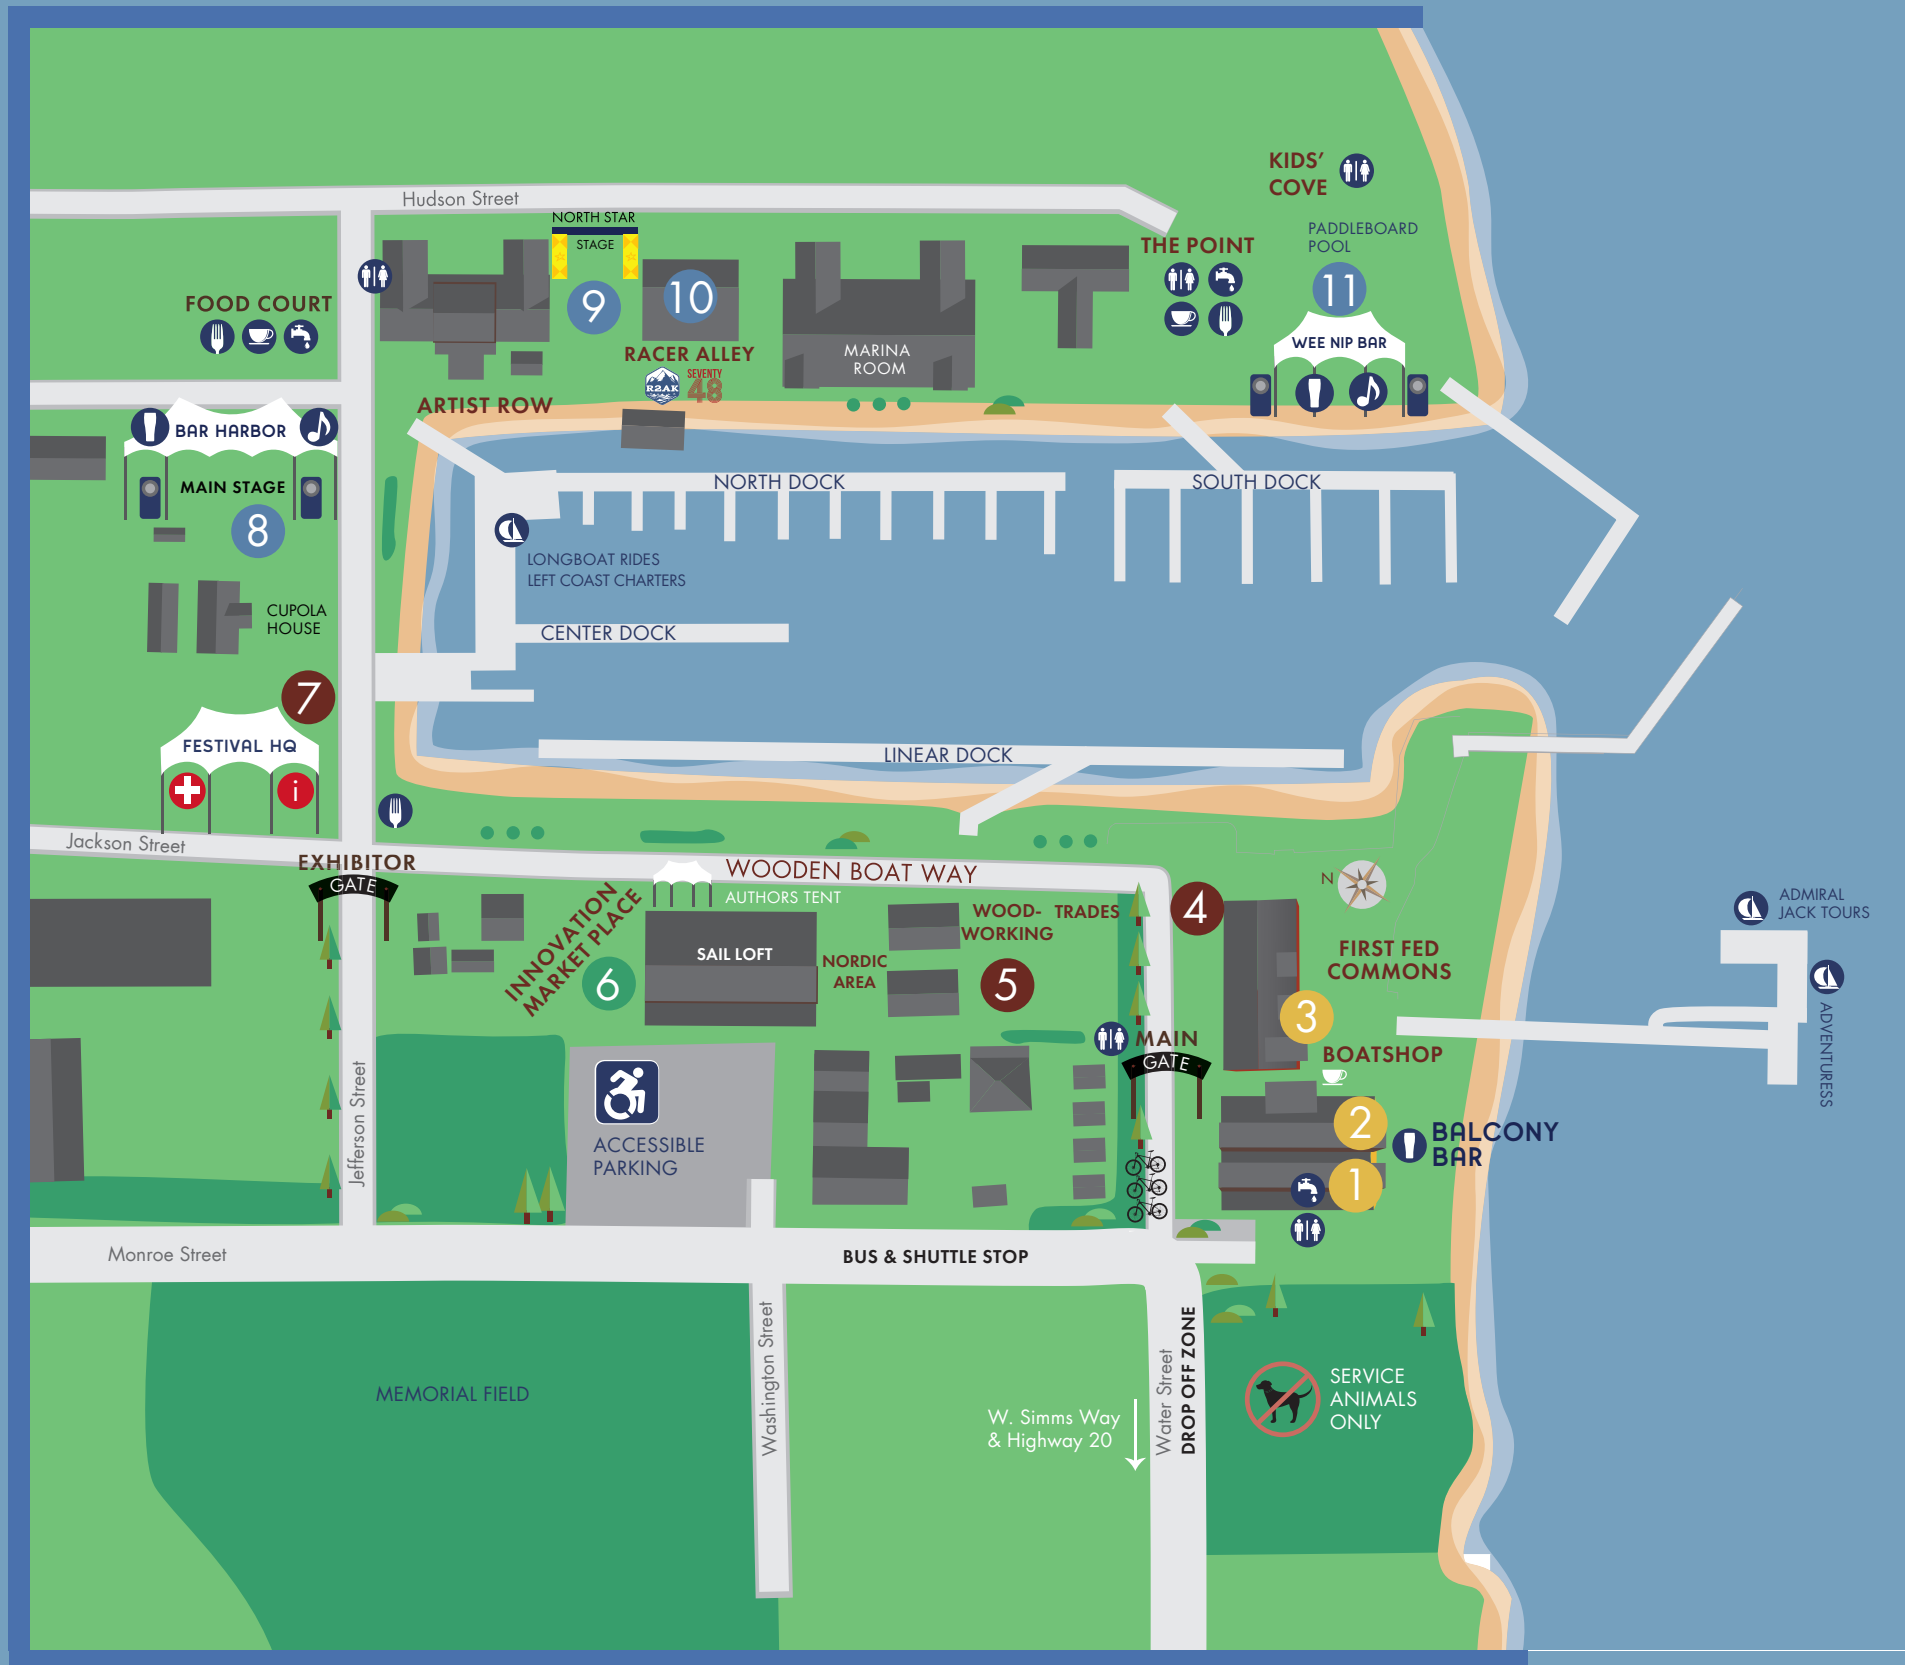 Hudson Street
KIDS'
COVE
NORTH STAR
STAGE
PADDLEBOARD
POOL
THE POINT
11
FOOD COURT
9
10
WEE NIP BAR
RACER ALLEY
MARINA
ROOM
R2AK
SEVENTY
48
ARTIST ROW
BAR HARBOR
MAIN STAGE
8
NORTH DOCK
SOUTH DOCK
LONGBOAT RIDES
LEFT COAST CHARTERS
CUPOLA
HOUSE
CENTER DOCK
7
FESTIVAL HQ
i
LINEAR DOCK
Jackson Street
EXHIBITOR
GATE
WOODEN BOAT WAY
AUTHORS TENT
N
ADMIRAL
JACK TOURS
INNOVATION
MARKET PLACE
6
SAIL LOFT
NORDIC
AREA
WOOD-
WORKING
TRADES
5
4
FIRST FED
COMMONS
3
ADVENTURESS
MAIN
GATE
BOATSHOP
2
BALCONY
BAR
1
ACCESSIBLE
PARKING
Jefferson Street
Monroe Street
BUS & SHUTTLE STOP
MEMORIAL FIELD
Washington Street
W. Simms Way
& Highway 20
Water Street
DROP OFF ZONE
SERVICE
ANIMALS
ONLY